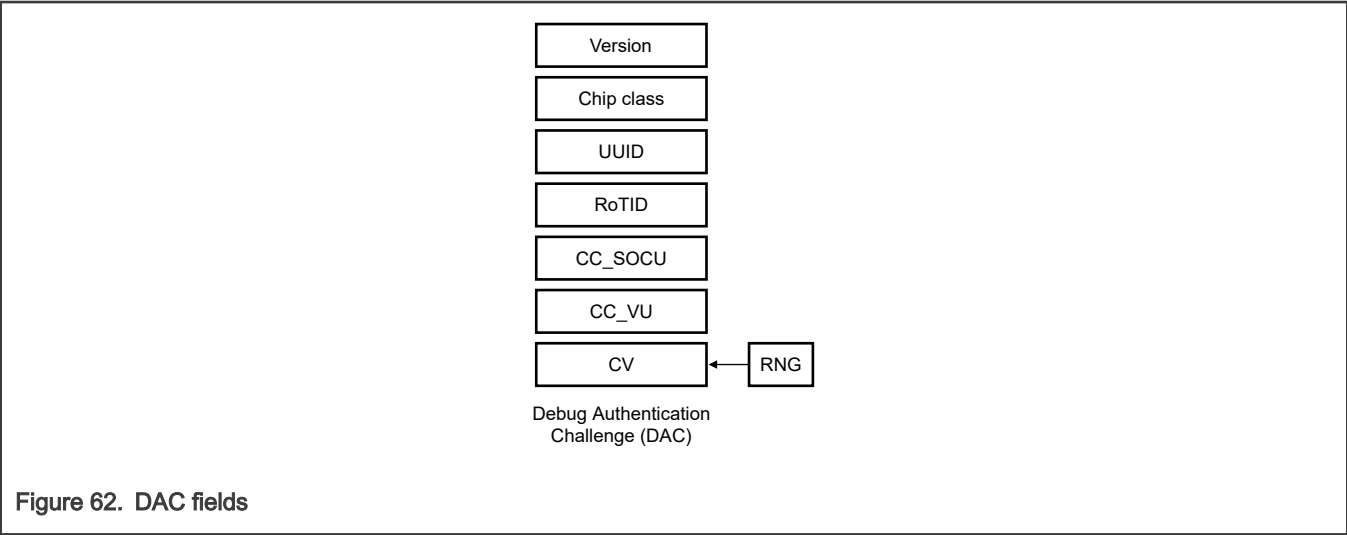 Version
Chip class
UUID
RoTID
CC_SOCU
CC_VU
CV
RNG
Debug Authentication
Challenge (DAC)
Figure 62. DAC fields